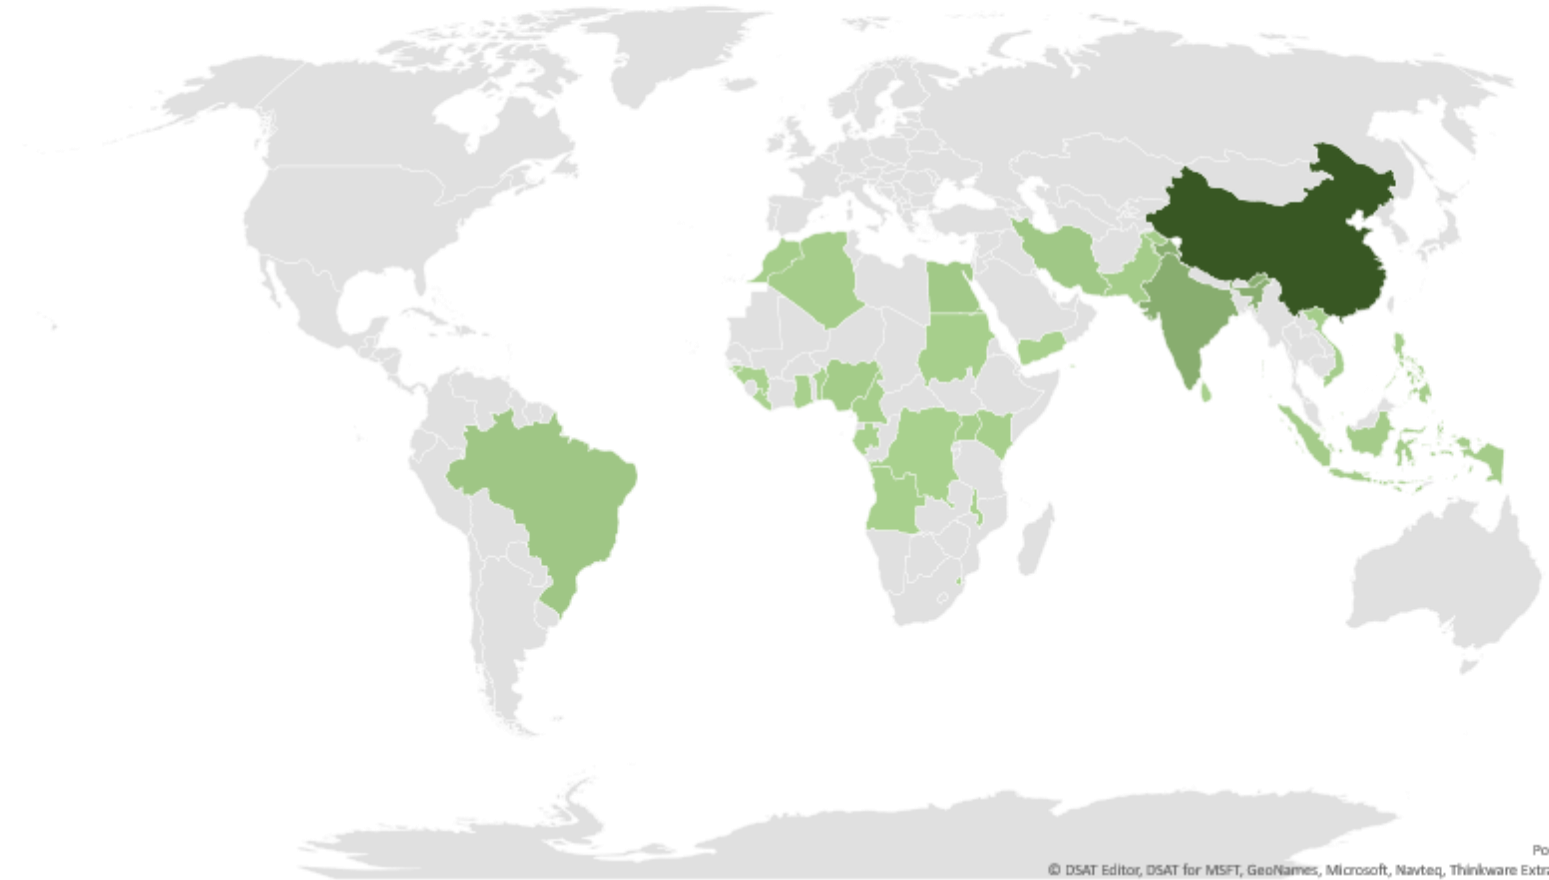 Po
© DSAT Editor, DSAT for MSFT, GeoNames, Microsoft, Navteq, Thinkware Extra